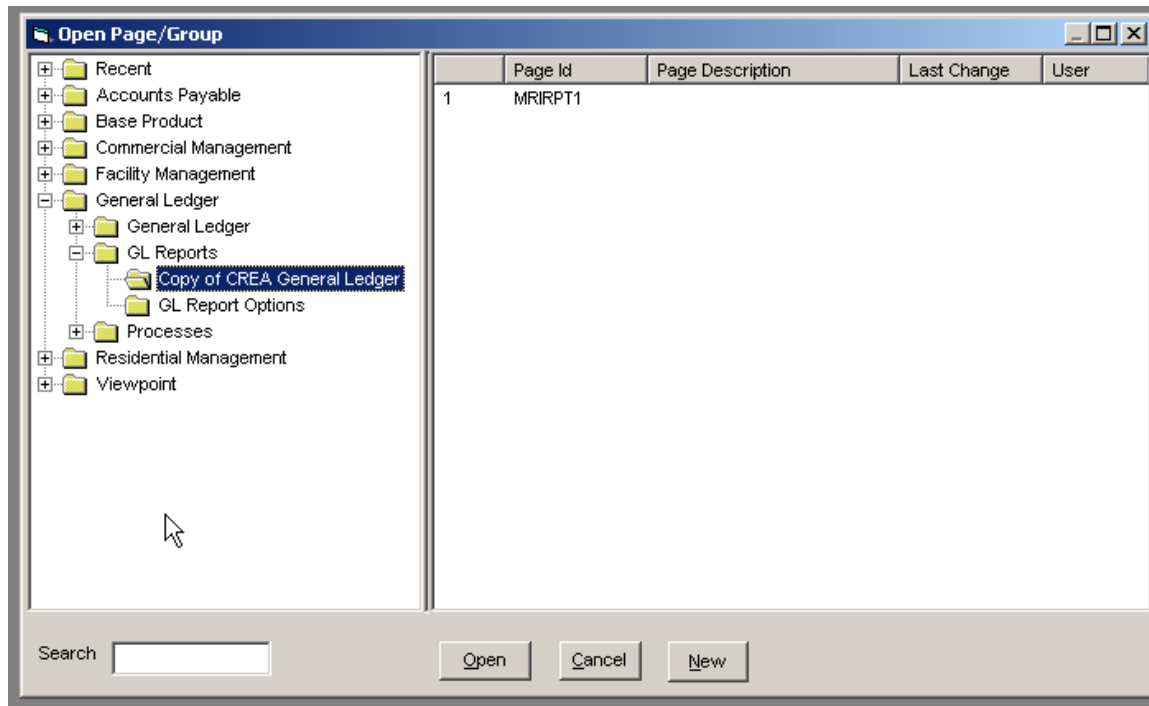 Open Page/Group
Recent
Accounts Payable
Base Product
Commercial Management
Facility Management
General Ledger
General Ledger
GL Reports
Copy of CREA General Ledger
GL Report Options
Processes
Residential Management
Viewpoint
Page Id Page Description Last Change User
1 MRIRPT1
Search Open Cancel New